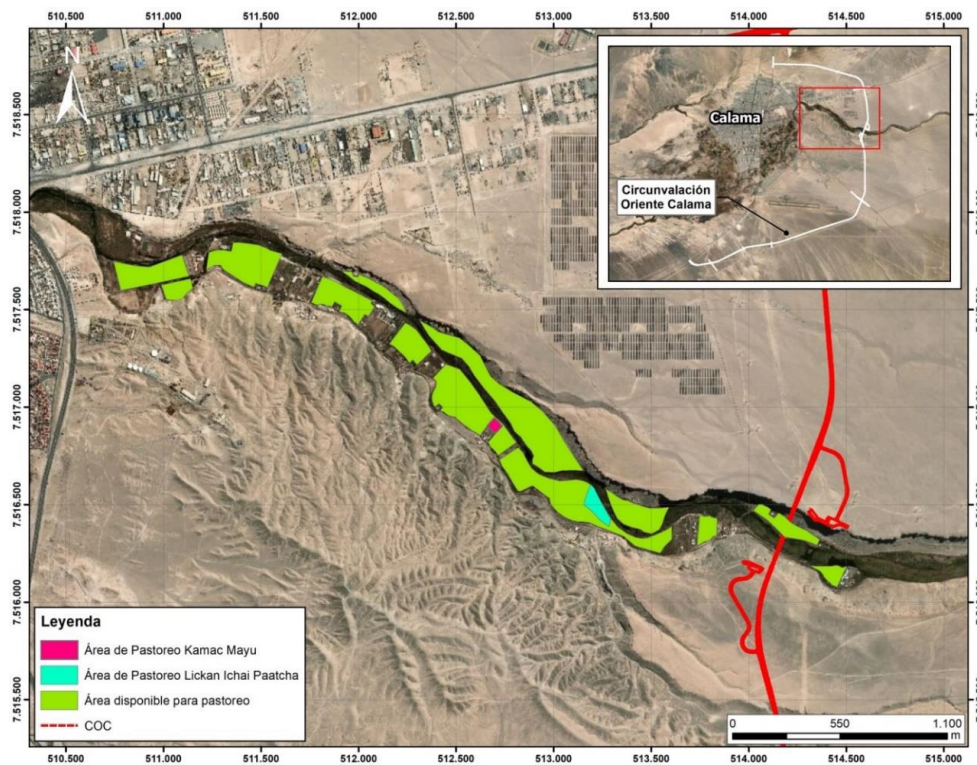 510.500 511.000 511.500 512.000 512.500 513.000 513.500 514.000 514.500 515.000
N
7.518.500
7.518.000
7.517.500
7.517.000
7.516.500
7.516.000
7.515.500
Calama
Circunvalación
Oriente Calama
Leyenda
Área de Pastoreo Kamac Mayu
Área de Pastoreo Lickan Ichai Paatcha
Área disponible para pastoreo
COC
0 550 1.100
m
510.500 511.000 511.500 512.000 512.500 513.000 513.500 514.000 514.500 515.000